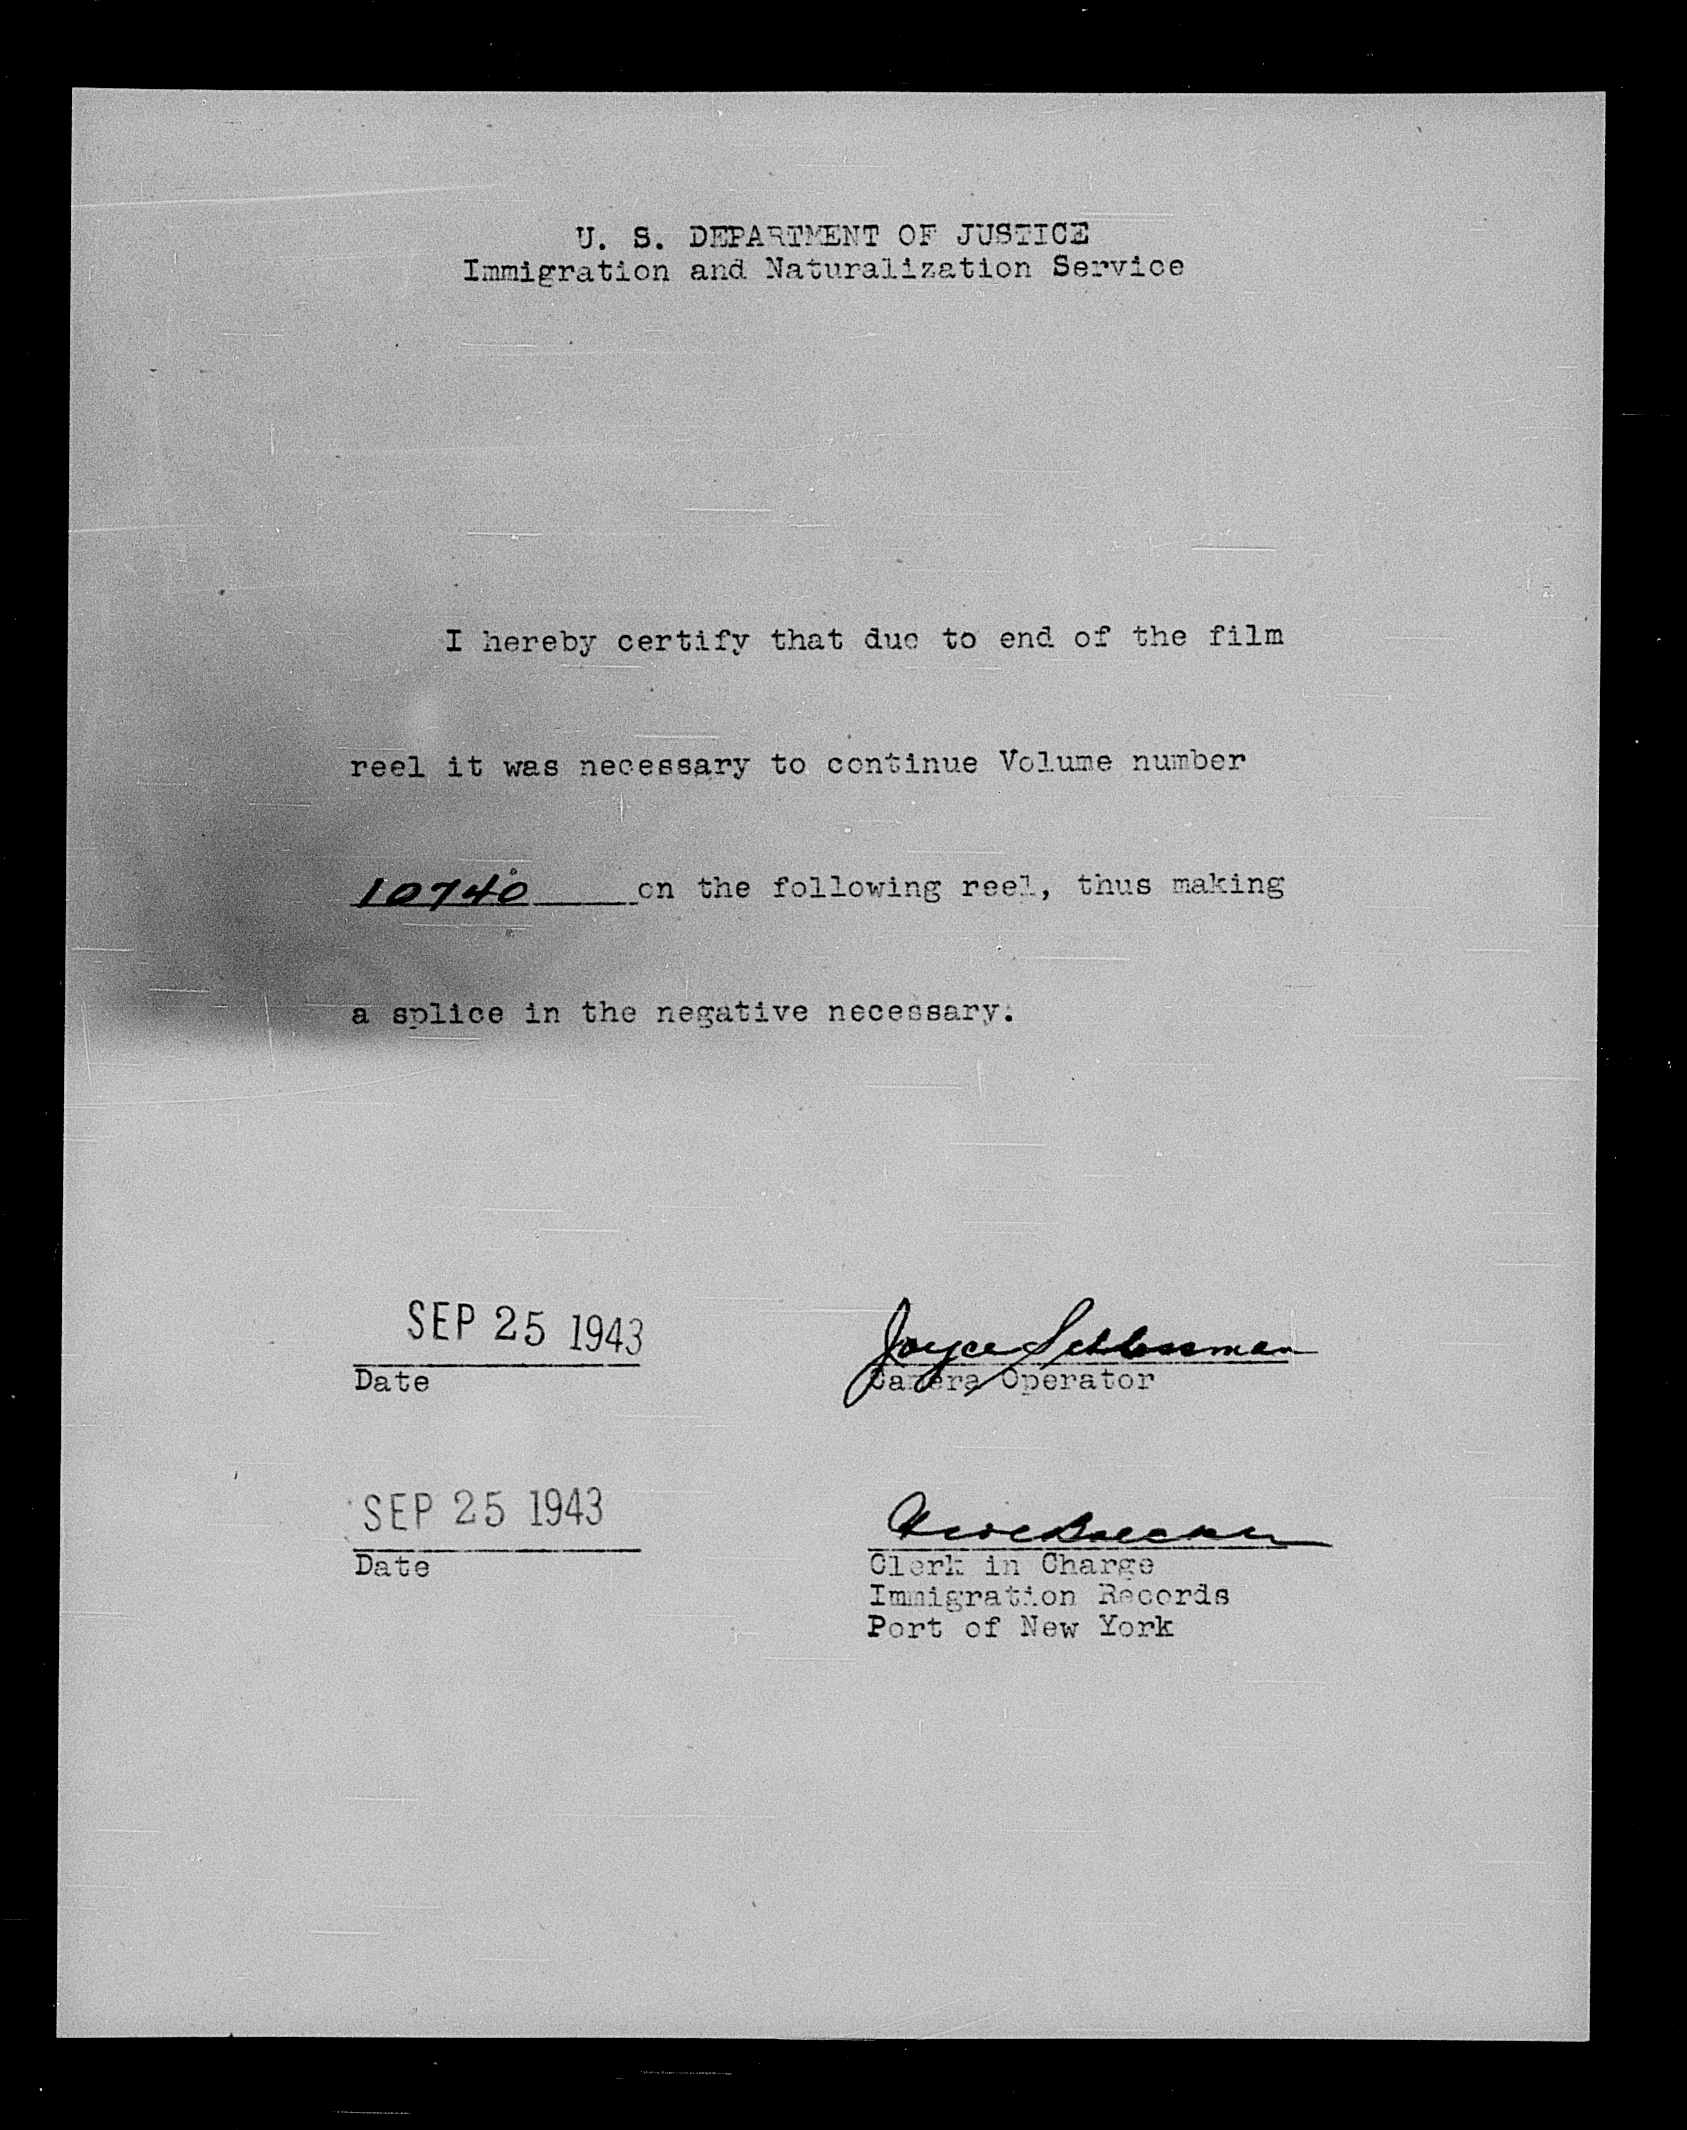 U. S. DEPARTMENT OF JUSTICE
Immigration and Naturalization Service
I hereby certify that due to end of the film
reel it was necessary to continue Volume number
10740 on the following reel, thus making
a splice in the negative necessary.
SEP 25 1943 Joyce Schlossman
Date Camera Operator
SEP 25 1943
Date Clerk in Charge
Immigration Records
Port of New York